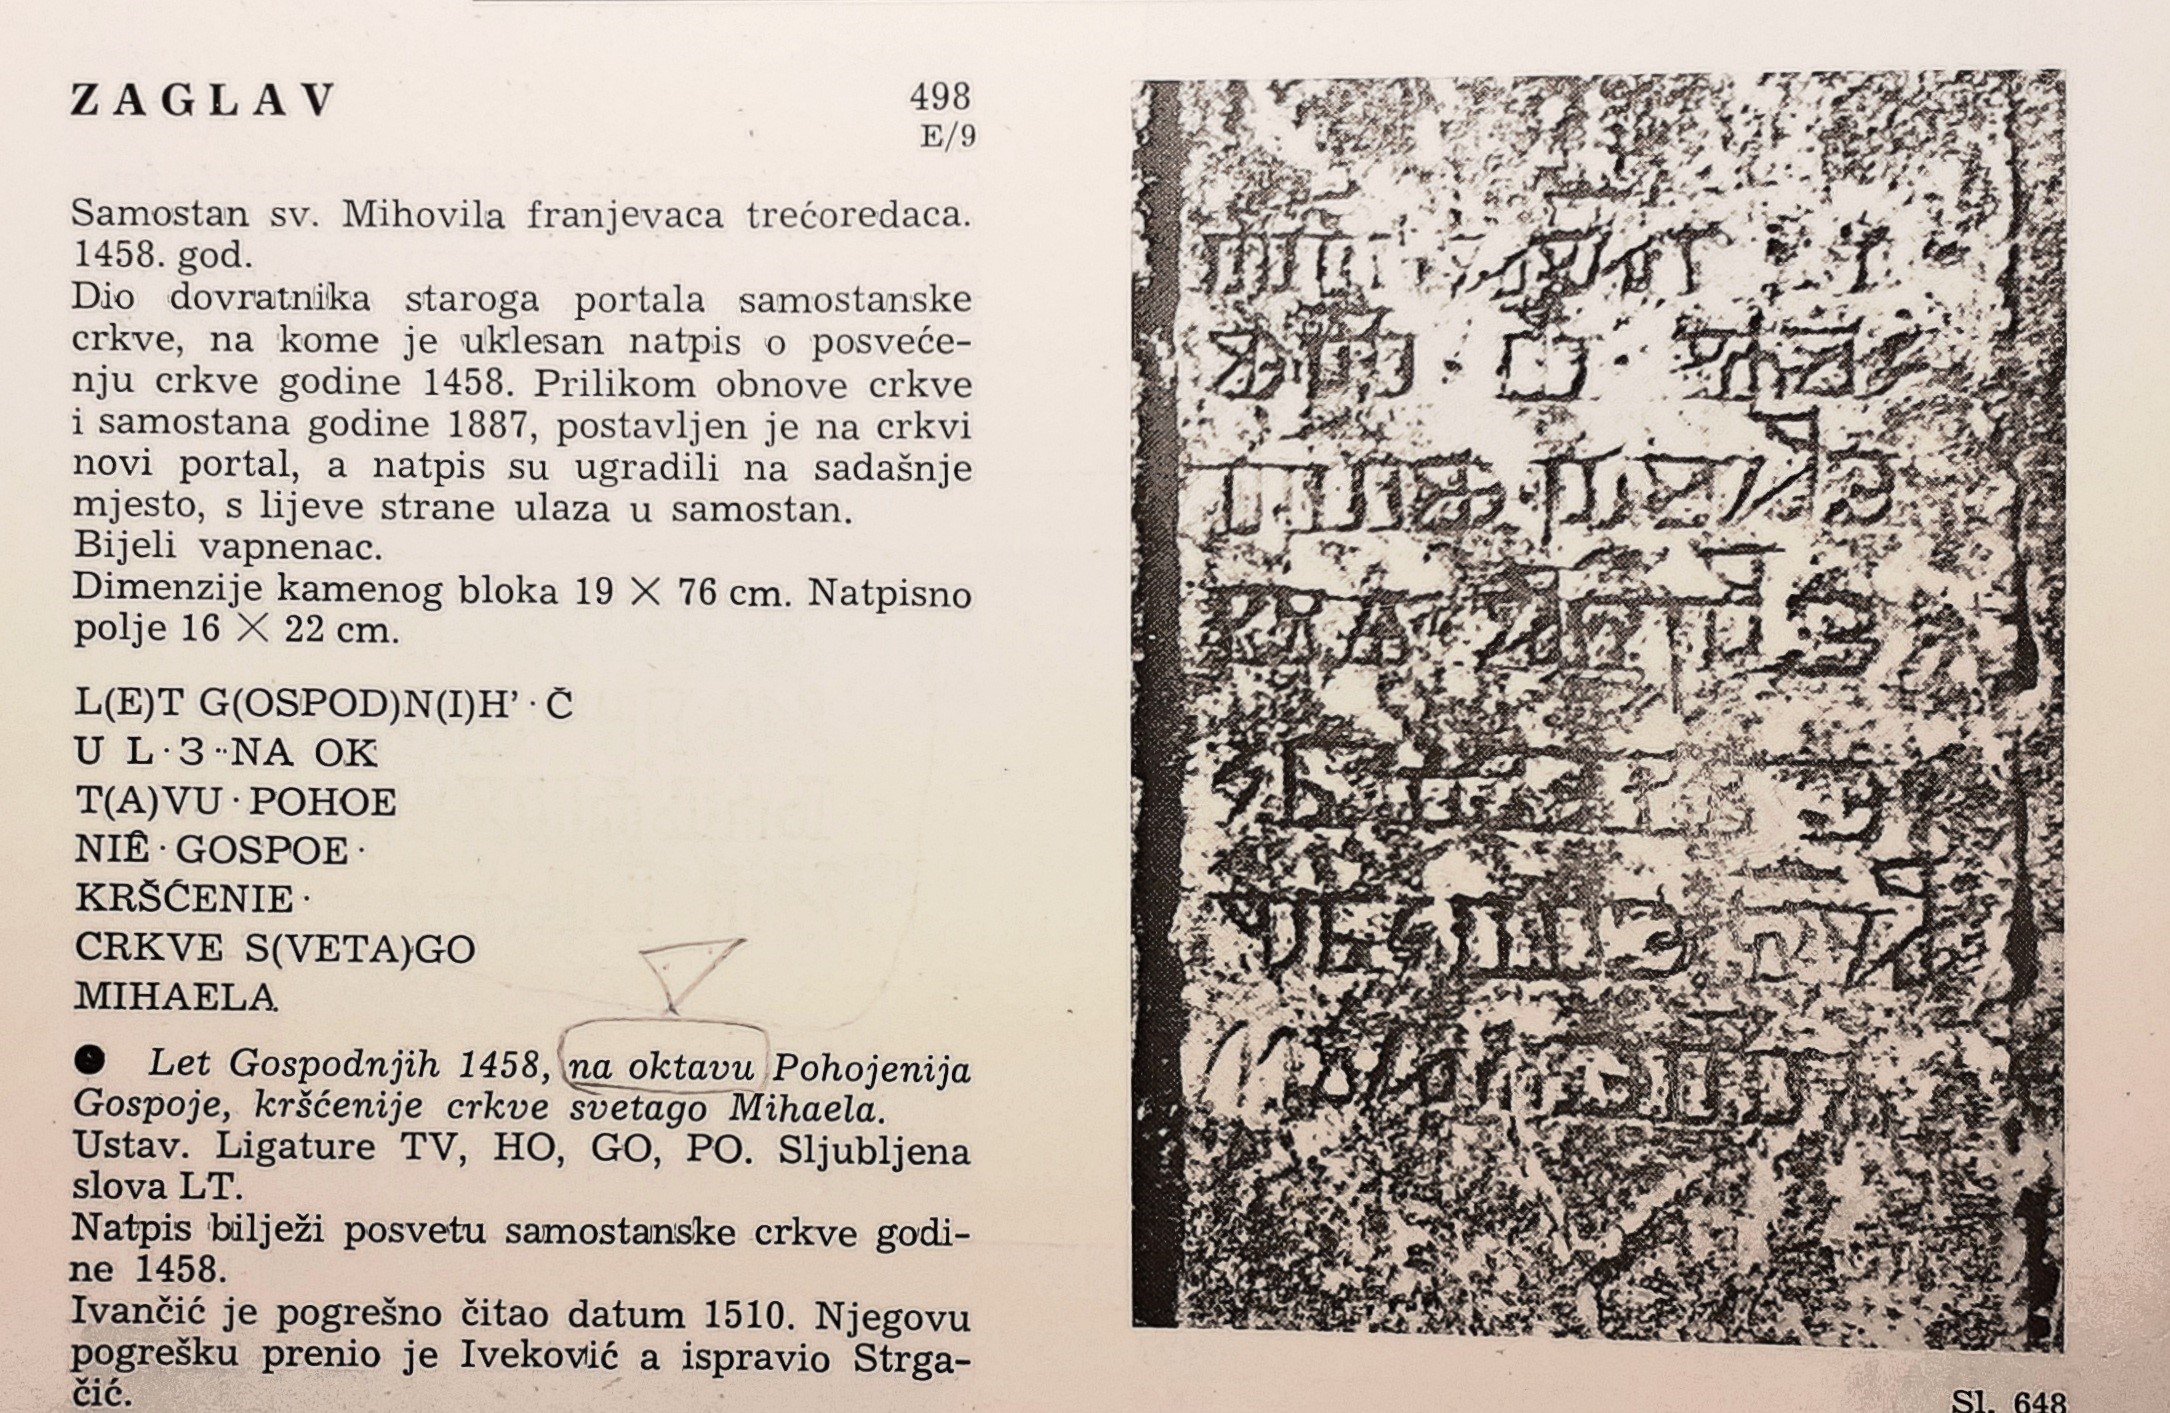 ZAGLAV
498
E/9
Samostan sv. Mihovila franjevaca trećoredaca.
1458. god.
Dio dovratnika staroga portala samostanske
crkve, na kome je uklesan natpis o posveće-
nju crkve godine 1458. Prilikom obnove crkve
i samostana godine 1887, postavljen je na crkvi
novi portal, a natpis su ugradili na sadašnje
mjesto, s lijeve strane ulaza u samostan.
Bijeli vapnenac.
Dimenzije kamenog bloka 19 × 76 cm. Natpisno
polje 16 × 22 cm.
L(E)T G(OSPOD)N(I)H’ · Č
U L · 3 ·· NA OK
T(A)VU · POHOE
NIÊ · GOSPOE ·
KRŠĆENIE ·
CRKVE S(VETA)GO
MIHAELA.
● Let Gospodnjih 1458, na oktavu Pohojenija
Gospoje, kršćenije crkve svetago Mihaela.
Ustav. Ligature TV, HO, GO, PO. Sljubljena
slova LT.
Natpis bilježi posvetu samostanske crkve godi-
ne 1458.
Ivančić je pogrešno čitao datum 1510. Njegovu
pogrešku prenio je Iveković a ispravio Strga-
čić.
Sl. 648